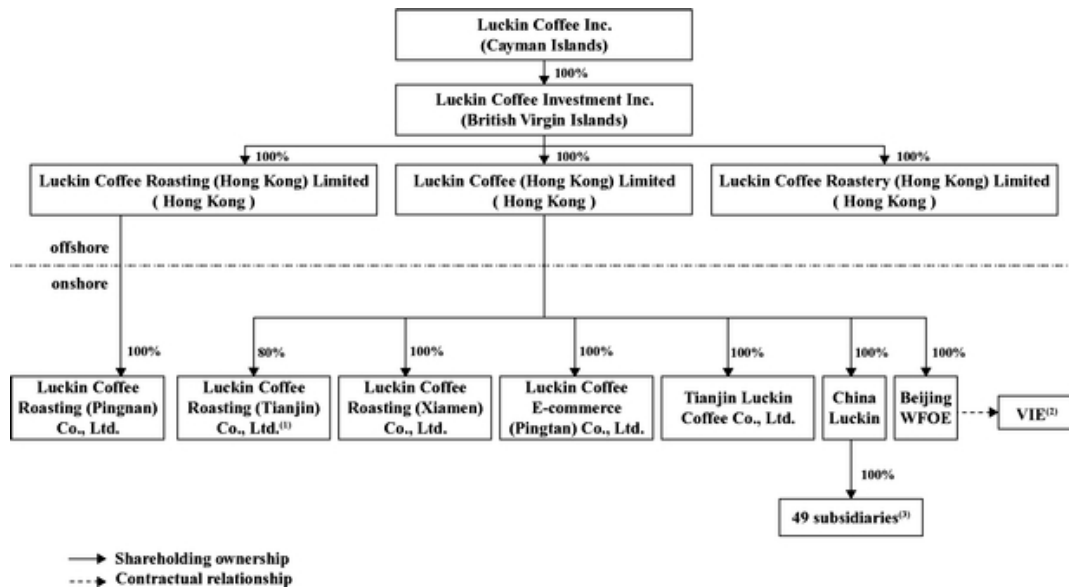 Luckin Coffee Inc.
(Cayman Islands)
100%
Luckin Coffee Investment Inc.
(British Virgin Islands)
100%
100%
100%
Luckin Coffee Roasting (Hong Kong) Limited
( Hong Kong )
Luckin Coffee (Hong Kong) Limited
( Hong Kong )
Luckin Coffee Roastery (Hong Kong) Limited
( Hong Kong )
offshore
onshore
100%
80%
100%
100%
100%
100%
100%
Luckin Coffee
Roasting (Pingnan)
Co., Ltd.
Luckin Coffee
Roasting (Tianjin)
Co., Ltd.(1)
Luckin Coffee
Roasting (Xiamen)
Co., Ltd.
Luckin Coffee
E-commerce
(Pingtan) Co., Ltd.
Tianjin Luckin
Coffee Co., Ltd.
China
Luckin
Beijing
WFOE
VIE(2)
100%
49 subsidiaries(3)
Shareholding ownership
Contractual relationship